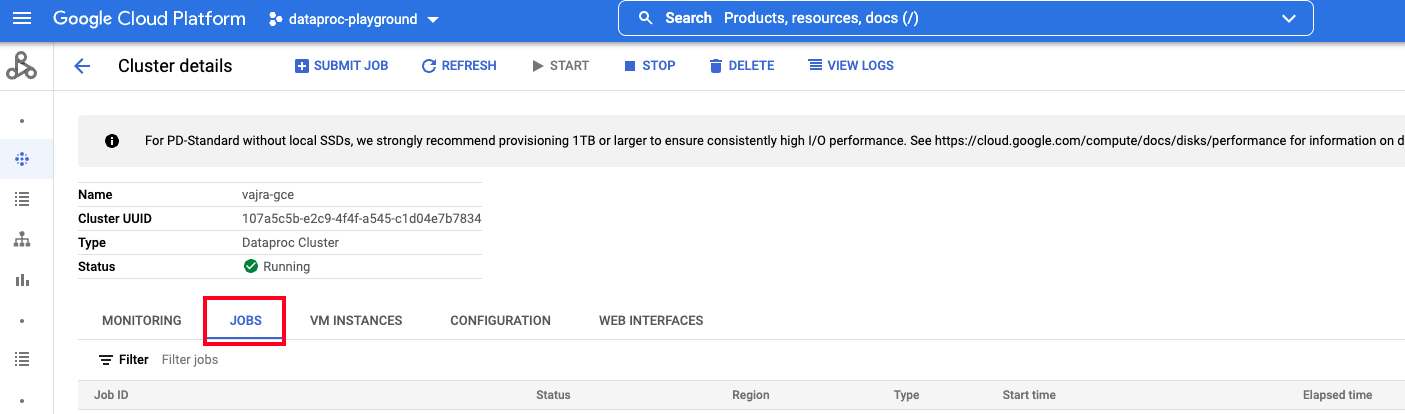 Google Cloud Platform dataproc-playground Search Products, resources, docs (/)
Cluster details SUBMIT JOB REFRESH START STOP DELETE VIEW LOGS
For PD-Standard without local SSDs, we strongly recommend provisioning 1TB or larger to ensure consistently high I/O performance. See https://cloud.google.com/compute/docs/disks/performance for information on d
Name vajra-gce
Cluster UUID 107a5c5b-e2c9-4f4f-a545-c1d04e7b7834
Type Dataproc Cluster
Status Running
MONITORING JOBS VM INSTANCES CONFIGURATION WEB INTERFACES
Filter Filter jobs
Job ID Status Region Type Start time Elapsed time